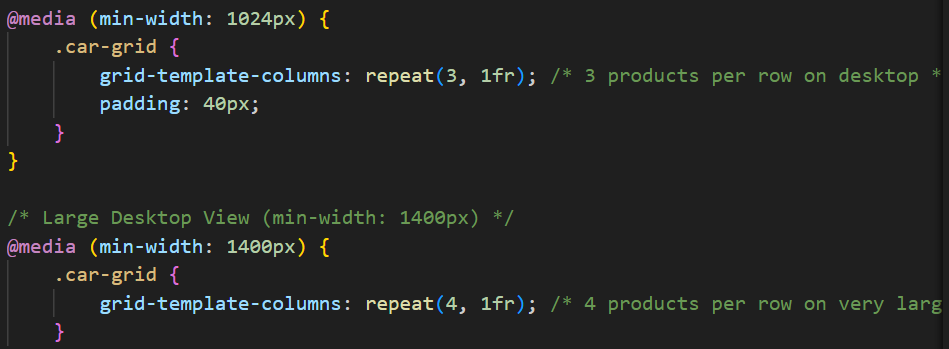 @media (min-width: 1024px) {
.car-grid {
grid-template-columns: repeat(3, 1fr); /* 3 products per row on desktop *
padding: 40px;
}
}
/* Large Desktop View (min-width: 1400px) */
@media (min-width: 1400px) {
.car-grid {
grid-template-columns: repeat(4, 1fr); /* 4 products per row on very larg
}